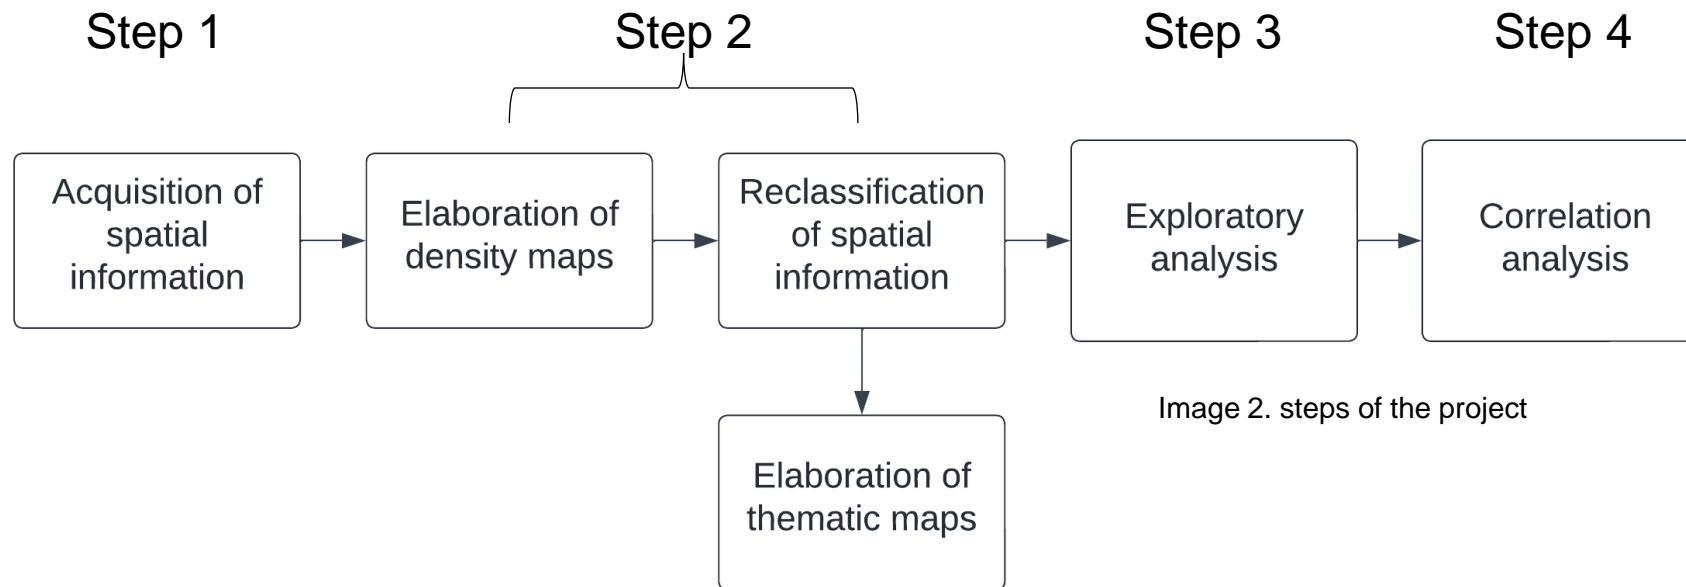 Step 1
Step 2
Step 3
Step 4
Acquisition of
spatial
information
Elaboration of
density maps
Reclassification
of spatial
information
Exploratory
analysis
Correlation
analysis
Image 2. steps of the project
Elaboration of
thematic maps